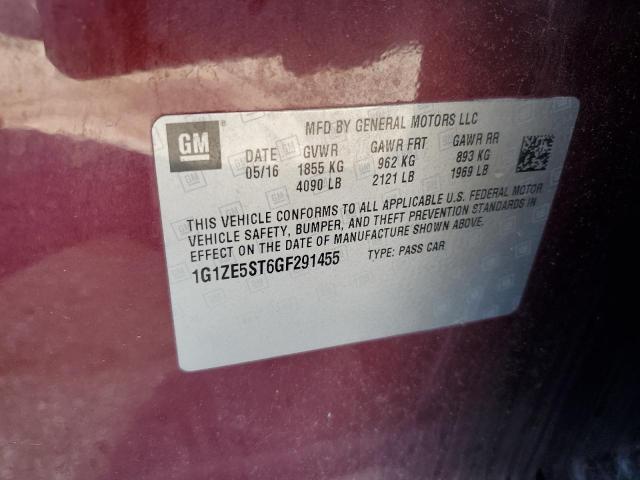 GM
MFD BY GENERAL MOTORS LLC
DATE GVWR GAWR FRT GAWR RR
05/16 1855 KG 962 KG 893 KG
4090 LB 2121 LB 1969 LB
THIS VEHICLE CONFORMS TO ALL APPLICABLE U.S. FEDERAL MOTOR
VEHICLE SAFETY, BUMPER, AND THEFT PREVENTION STANDARDS IN
EFFECT ON THE DATE OF MANUFACTURE SHOWN ABOVE.
1G1ZE5ST6GF291455 TYPE: PASS CAR